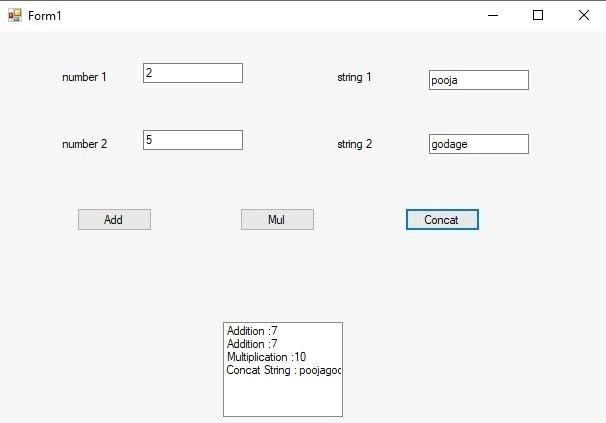 Form1
number 1 2 string 1 pooja
number 2 5 string 2 godage
Add Mul Concat
Addition :7
Addition :7
Multiplication :10
Concat String : poojagod